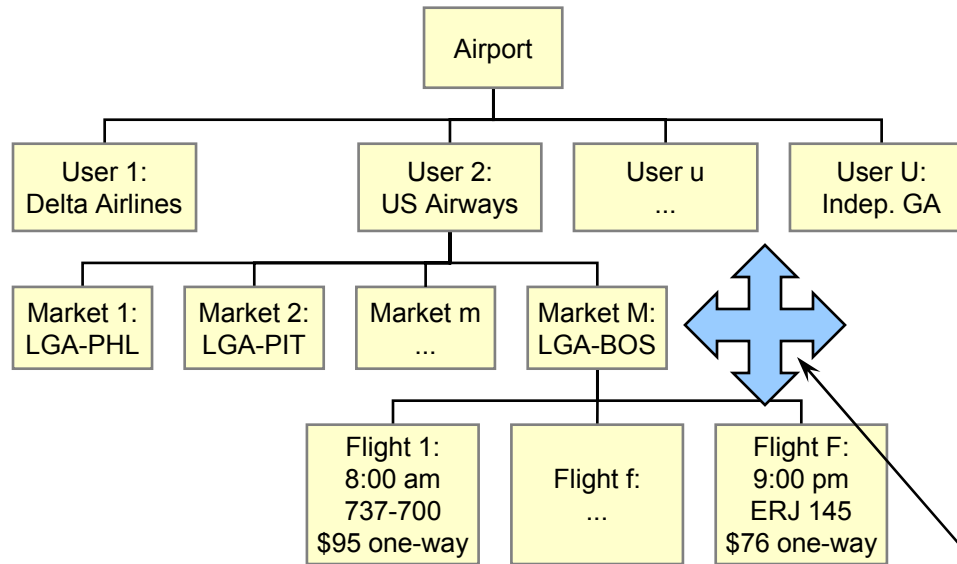 Airport
User 1:
Delta Airlines
User 2:
US Airways
User u
...
User U:
Indep. GA
Market 1:
LGA-PHL
Market 2:
LGA-PIT
Market m
...
Market M:
LGA-BOS
Flight 1:
8:00 am
737-700
$95 one-way
Flight f:
...
Flight F:
9:00 pm
ERJ 145
$76 one-way